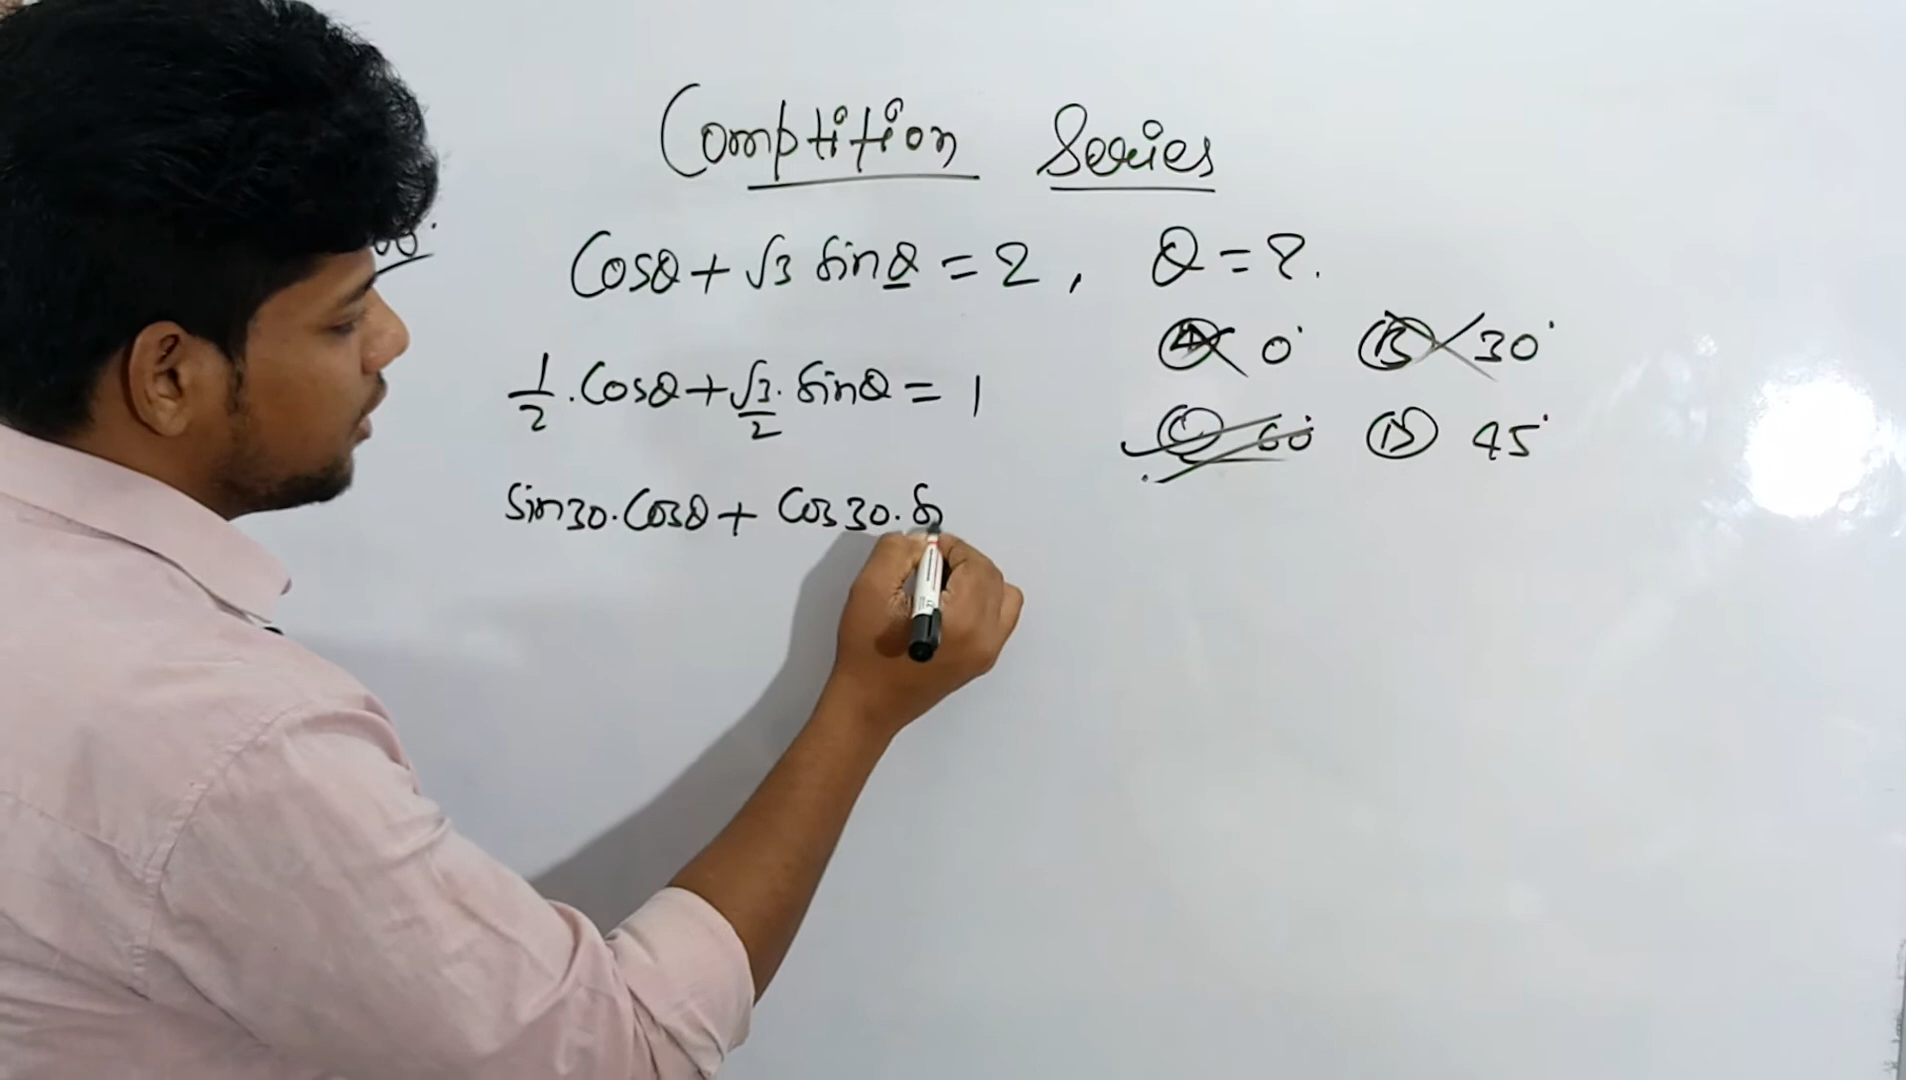 Comptition Series
Cosθ + √3 sinθ = 2, θ = ?.
(A) 0° (B) 30°
1/2 . Cosθ + √3/2 . sinθ = 1
(C) 60° (D) 45°
sin30 . Cosθ + Cos30 . s